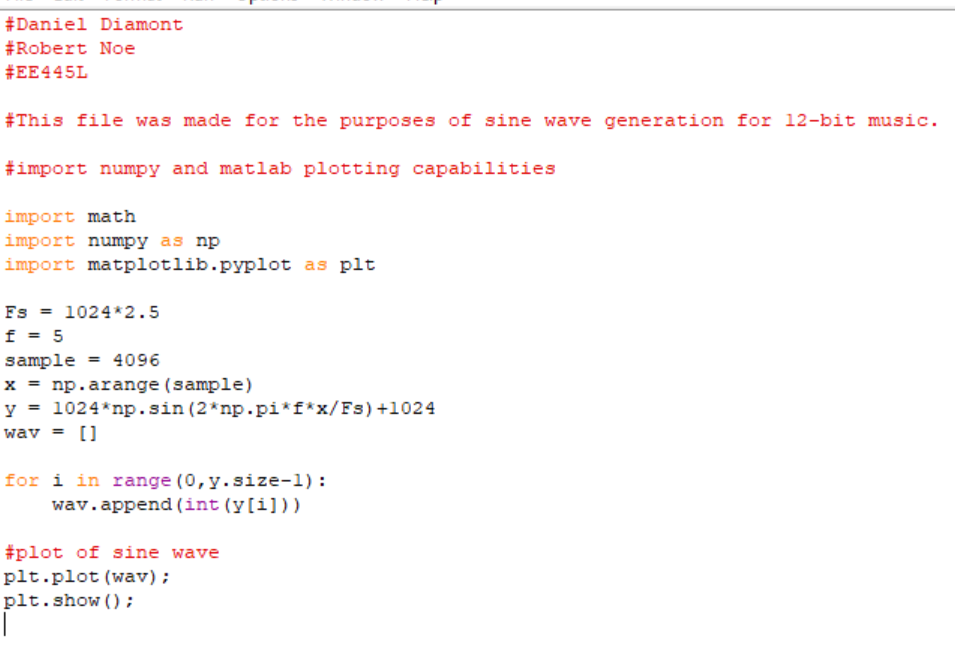 #Daniel Diamont
#Robert Noe
#EE445L
#This file was made for the purposes of sine wave generation for 12-bit music.
#import numpy and matlab plotting capabilities
import math
import numpy as np
import matplotlib.pyplot as plt
Fs = 1024*2.5
f = 5
sample = 4096
x = np.arange(sample)
y = 1024*np.sin(2*np.pi*f*x/Fs)+1024
wav = []
for i in range(0,y.size-1):
    wav.append(int(y[i]))
#plot of sine wave
plt.plot(wav);
plt.show();